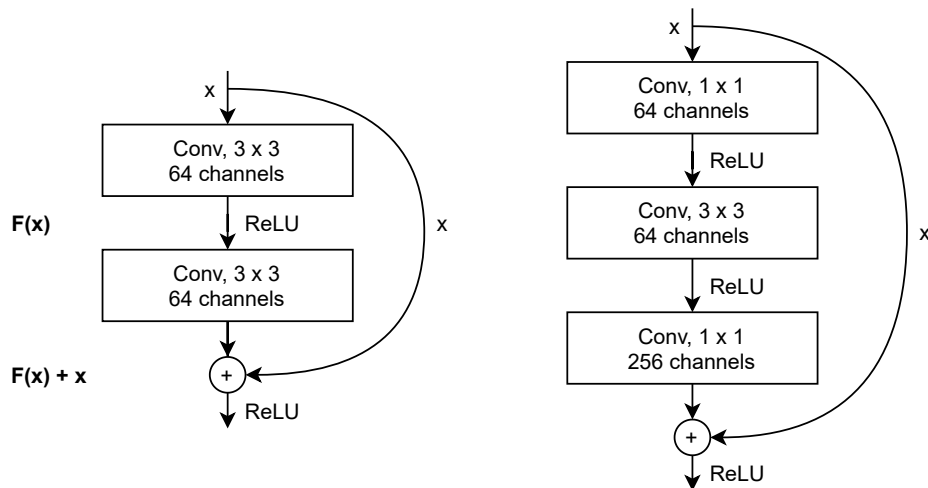 x
Conv, 3 x 3
64 channels
F(x)
ReLU
x
Conv, 3 x 3
64 channels
F(x) + x
+
ReLU
x
Conv, 1 x 1
64 channels
ReLU
Conv, 3 x 3
64 channels
x
ReLU
Conv, 1 x 1
256 channels
+
ReLU